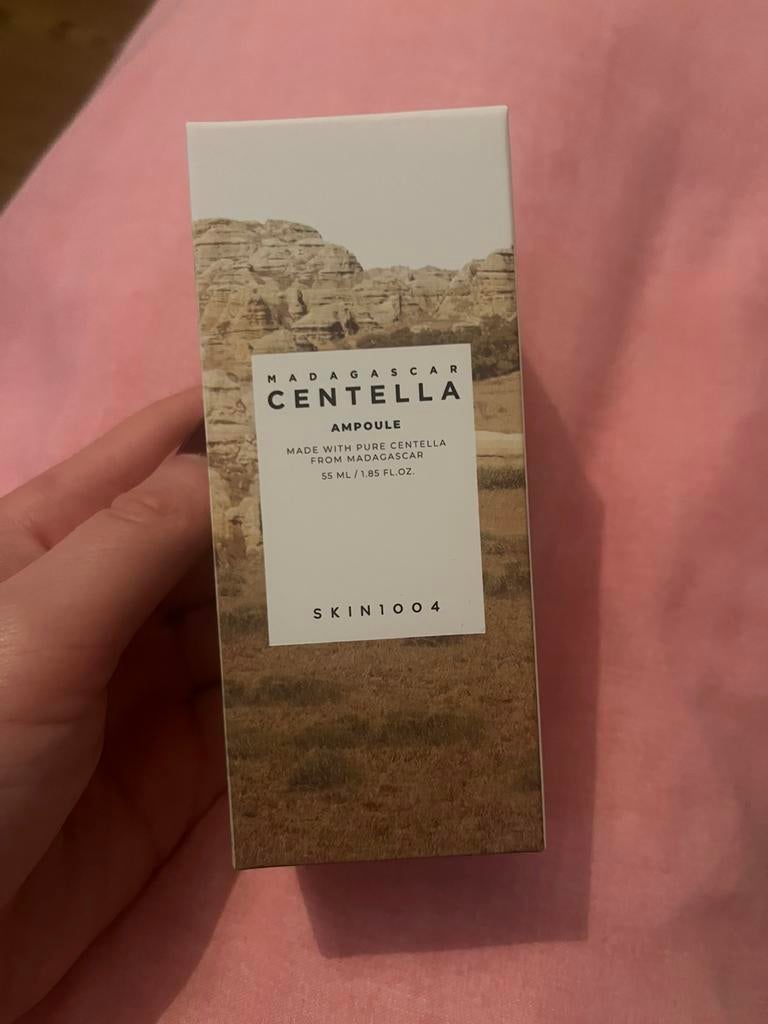 MADAGASCAR
CENTELLA
AMPOULE
MADE WITH PURE CENTELLA
FROM MADAGASCAR
55 ML / 1.85 FL.OZ.
SKIN1004